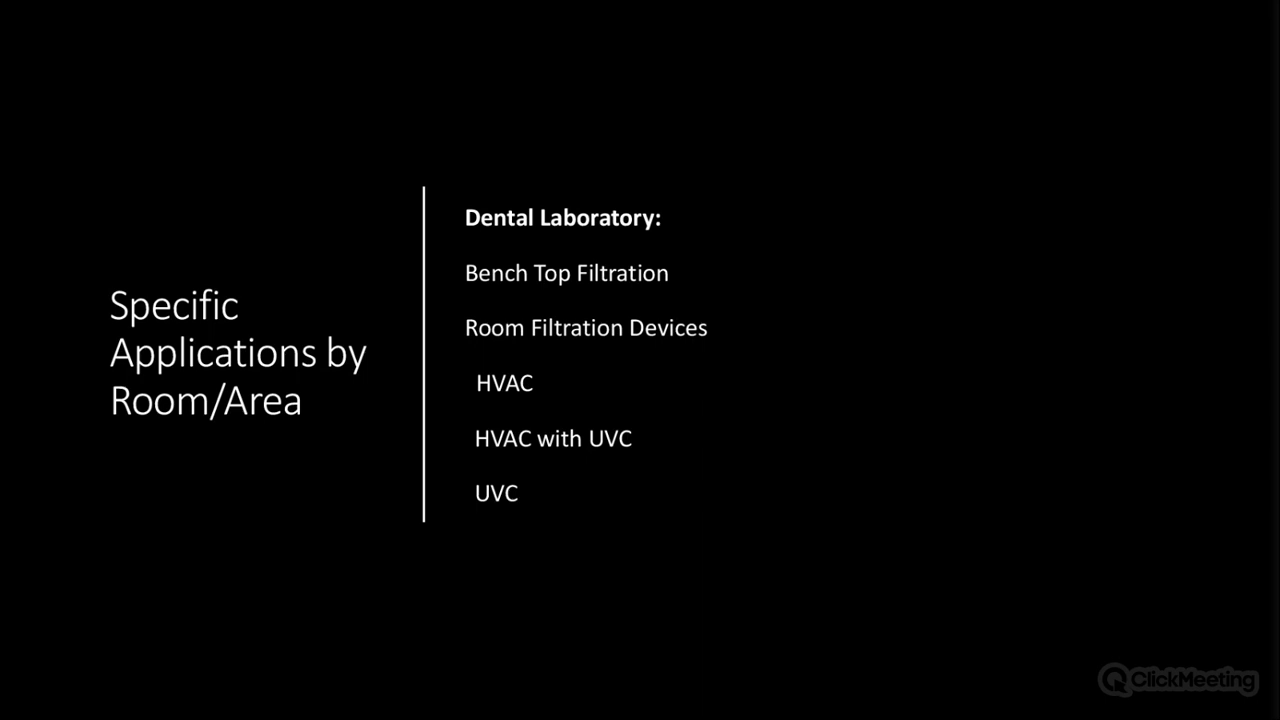 Specific
Applications by
Room/Area
Dental Laboratory:
Bench Top Filtration
Room Filtration Devices
HVAC
HVAC with UVC
UVC
ClickMeeting